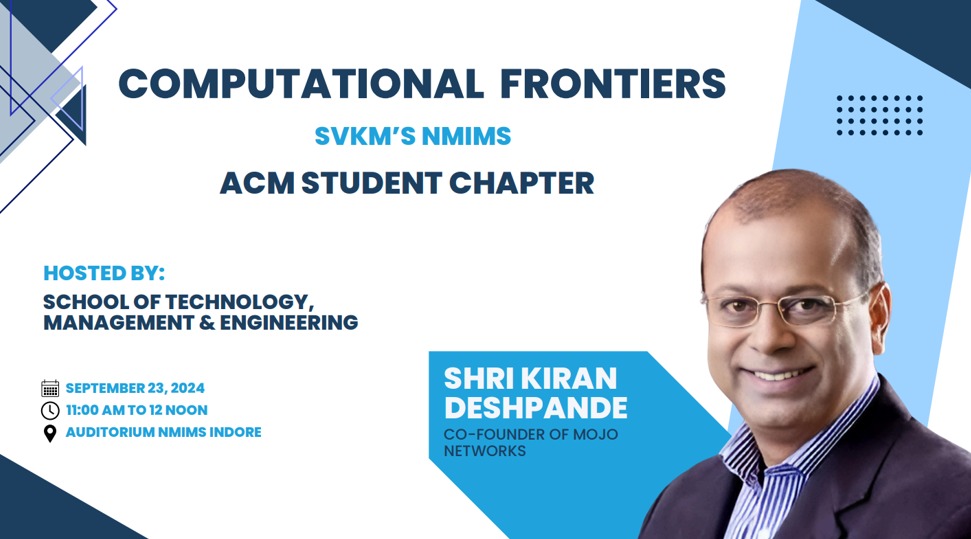 COMPUTATIONAL FRONTIERS
SVKM'S NMIMS
ACM STUDENT CHAPTER
HOSTED BY:
SCHOOL OF TECHNOLOGY,
MANAGEMENT & ENGINEERING
SEPTEMBER 23, 2024
11:00 AM TO 12 NOON
AUDITORIUM NMIMS INDORE
SHRI KIRAN
DESHPANDE
CO-FOUNDER OF MOJO
NETWORKS